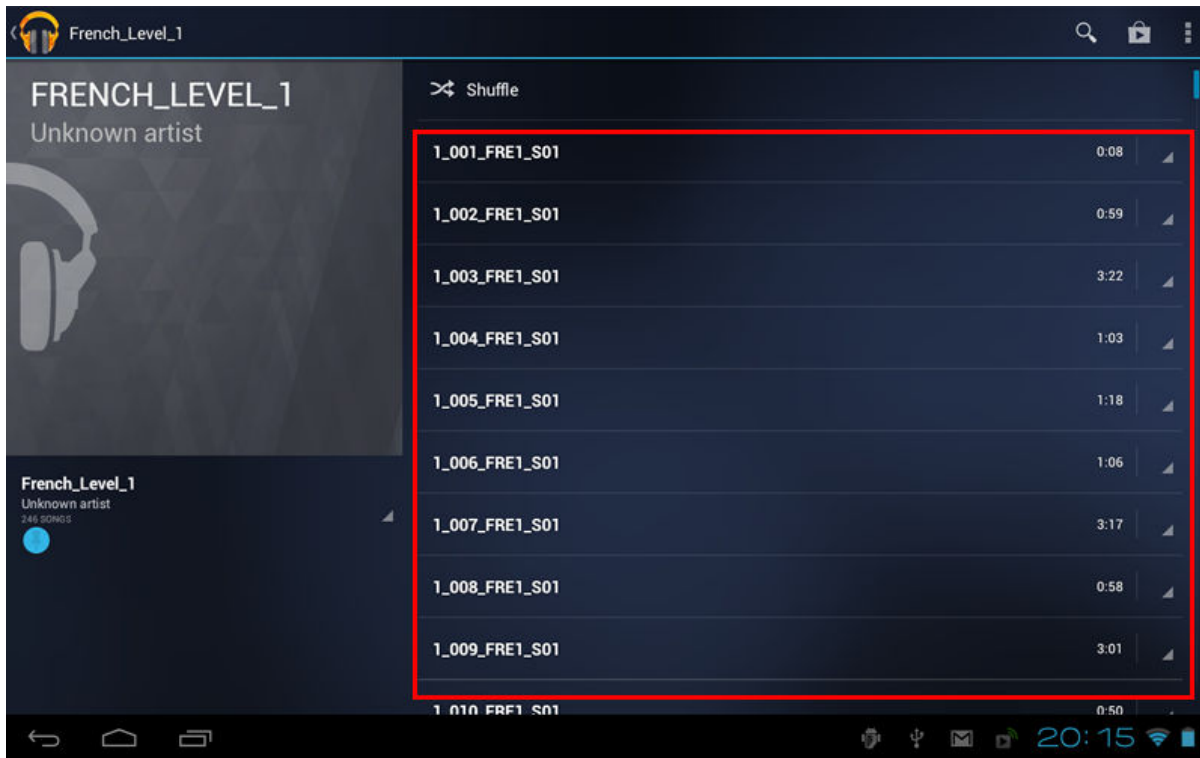 French_Level_1
FRENCH_LEVEL_1
Unknown artist
French_Level_1
Unknown artist
246 SONGS
Shuffle
1_001_FRE1_S01 0:08
1_002_FRE1_S01 0:59
1_003_FRE1_S01 3:22
1_004_FRE1_S01 1:03
1_005_FRE1_S01 1:18
1_006_FRE1_S01 1:06
1_007_FRE1_S01 3:17
1_008_FRE1_S01 0:58
1_009_FRE1_S01 3:01
1_010_FRE1_S01 0:50
20:15